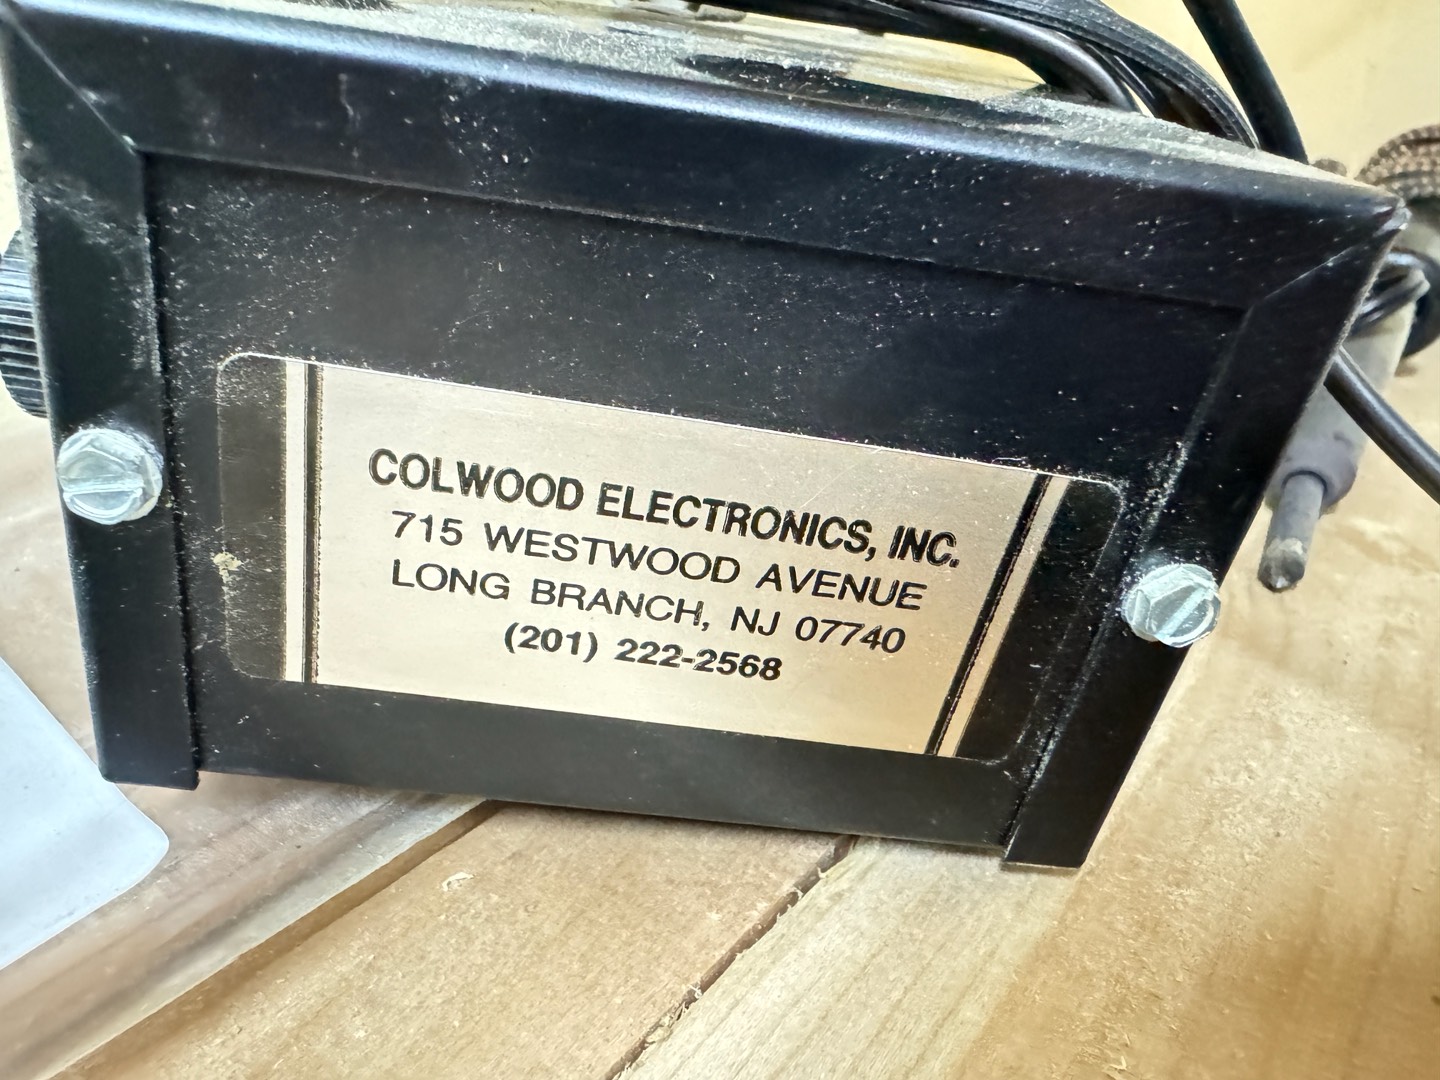 COLWOOD ELECTRONICS, INC.
715 WESTWOOD AVENUE
LONG BRANCH, NJ 07740
(201) 222-2568